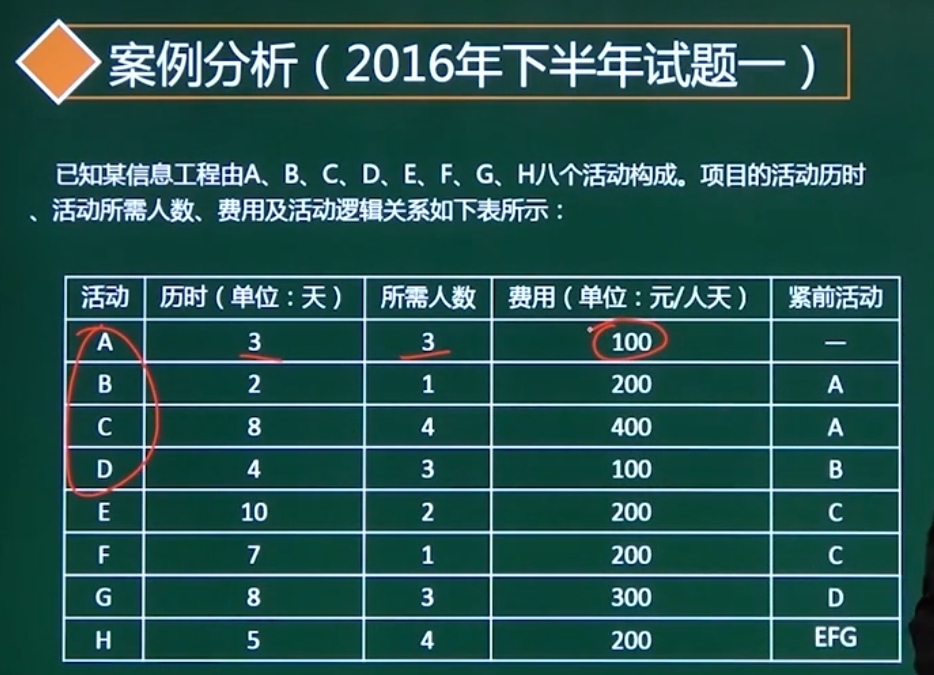 案例分析（2016年下半年试题一）
已知某信息工程由A、B、C、D、E、F、G、H八个活动构成。项目的活动历时
、活动所需人数、费用及活动逻辑关系如下表所示：
活动 历时（单位：天） 所需人数 费用（单位：元/人天） 紧前活动
A 3 3 100 —
B 2 1 200 A
C 8 4 400 A
D 4 3 100 B
E 10 2 200 C
F 7 1 200 C
G 8 3 300 D
H 5 4 200 EFG